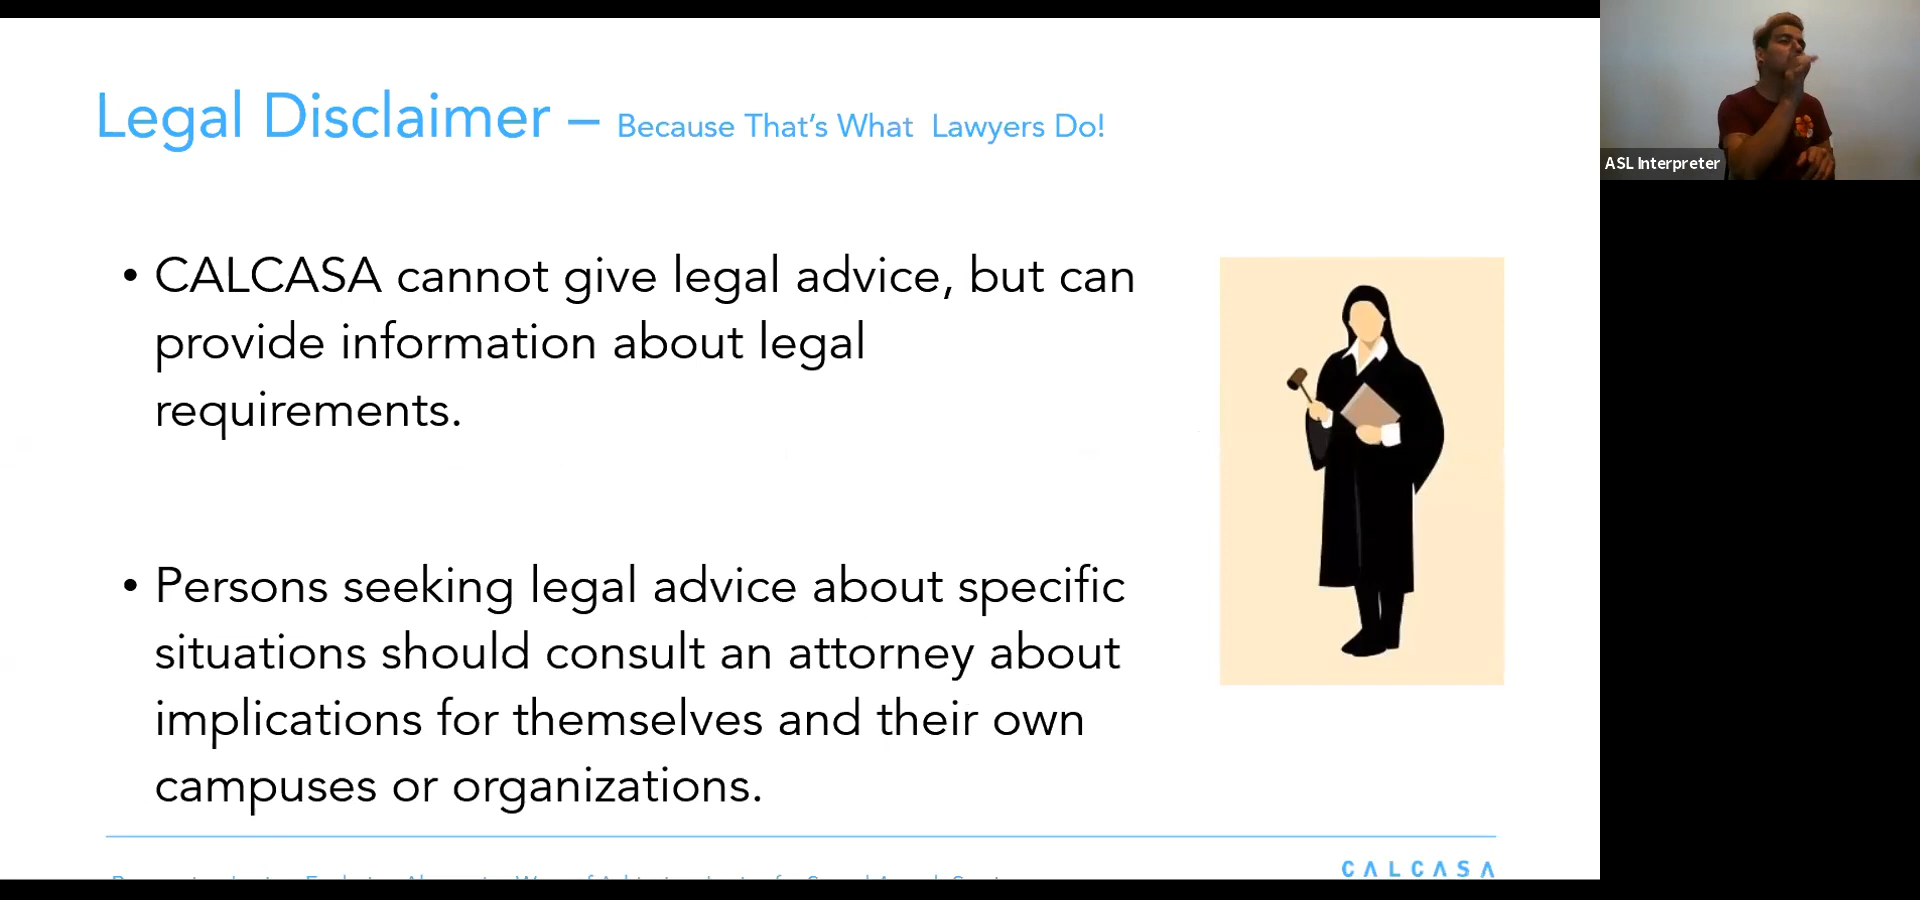 Legal Disclaimer – Because That's What Lawyers Do!
• CALCASA cannot give legal advice, but can
provide information about legal
requirements.
• Persons seeking legal advice about specific
situations should consult an attorney about
implications for themselves and their own
campuses or organizations.
CALCASA
ASL Interpreter